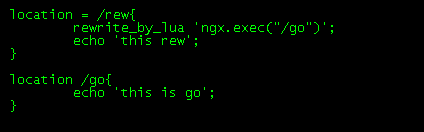 location = /rew{
        rewrite_by_lua 'ngx.exec("/go")';
        echo 'this rew';
}

location /go{
        echo 'this is go';
}